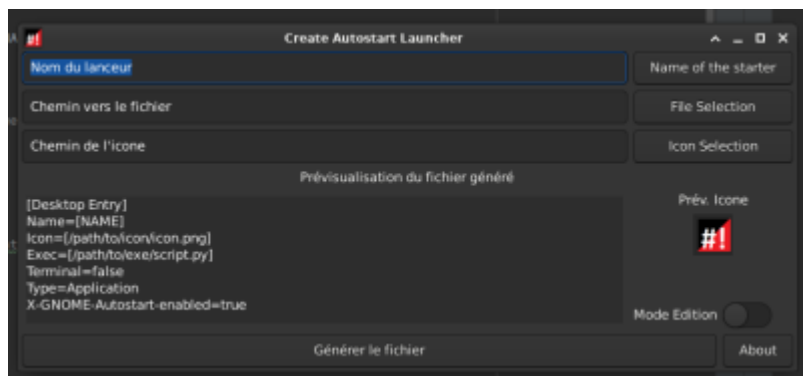 Create Autostart Launcher
Nom du lanceur
Name of the starter
Chemin vers le fichier
File Selection
Chemin de l'icone
Icon Selection
Prévisualisation du fichier généré
[Desktop Entry]
Name=[NAME]
Icon=[/path/to/icon/icon.png]
Exec=[/path/to/exe/script.py]
Terminal=false
Type=Application
X-GNOME-Autostart-enabled=true
Prév. Icone
#!
Mode Edition
Générer le fichier
About